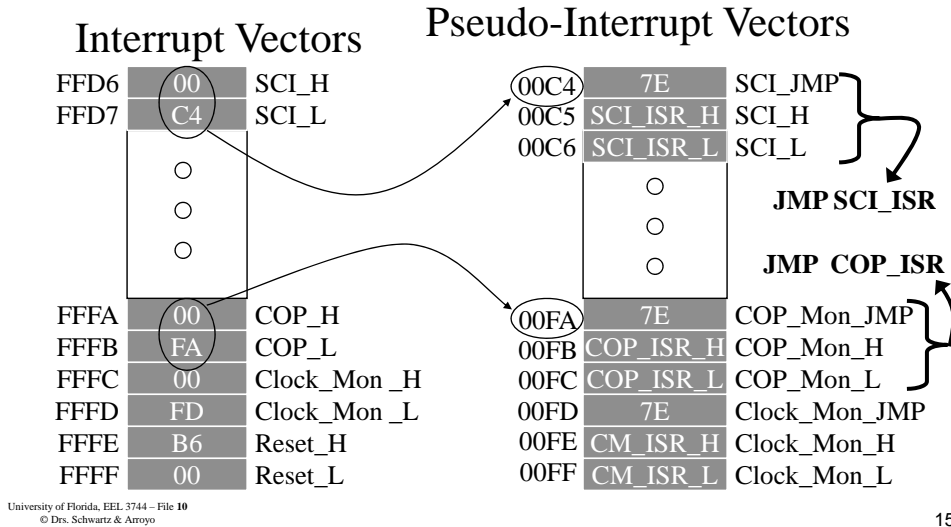 Interrupt Vectors
Pseudo-Interrupt Vectors
FFD6 00 SCI_H
FFD7 C4 SCI_L
FFFA 00 COP_H
FFFB FA COP_L
FFFC 00 Clock_Mon _H
FFFD FD Clock_Mon _L
FFFE B6 Reset_H
FFFF 00 Reset_L
00C4 7E SCI_JMP
00C5 SCI_ISR_H SCI_H
00C6 SCI_ISR_L SCI_L
JMP SCI_ISR
JMP COP_ISR
00FA 7E COP_Mon_JMP
00FB COP_ISR_H COP_Mon_H
00FC COP_ISR_L COP_Mon_L
00FD 7E Clock_Mon_JMP
00FE CM_ISR_H Clock_Mon_H
00FF CM_ISR_L Clock_Mon_L
University of Florida, EEL 3744 – File 10
© Drs. Schwartz & Arroyo
15